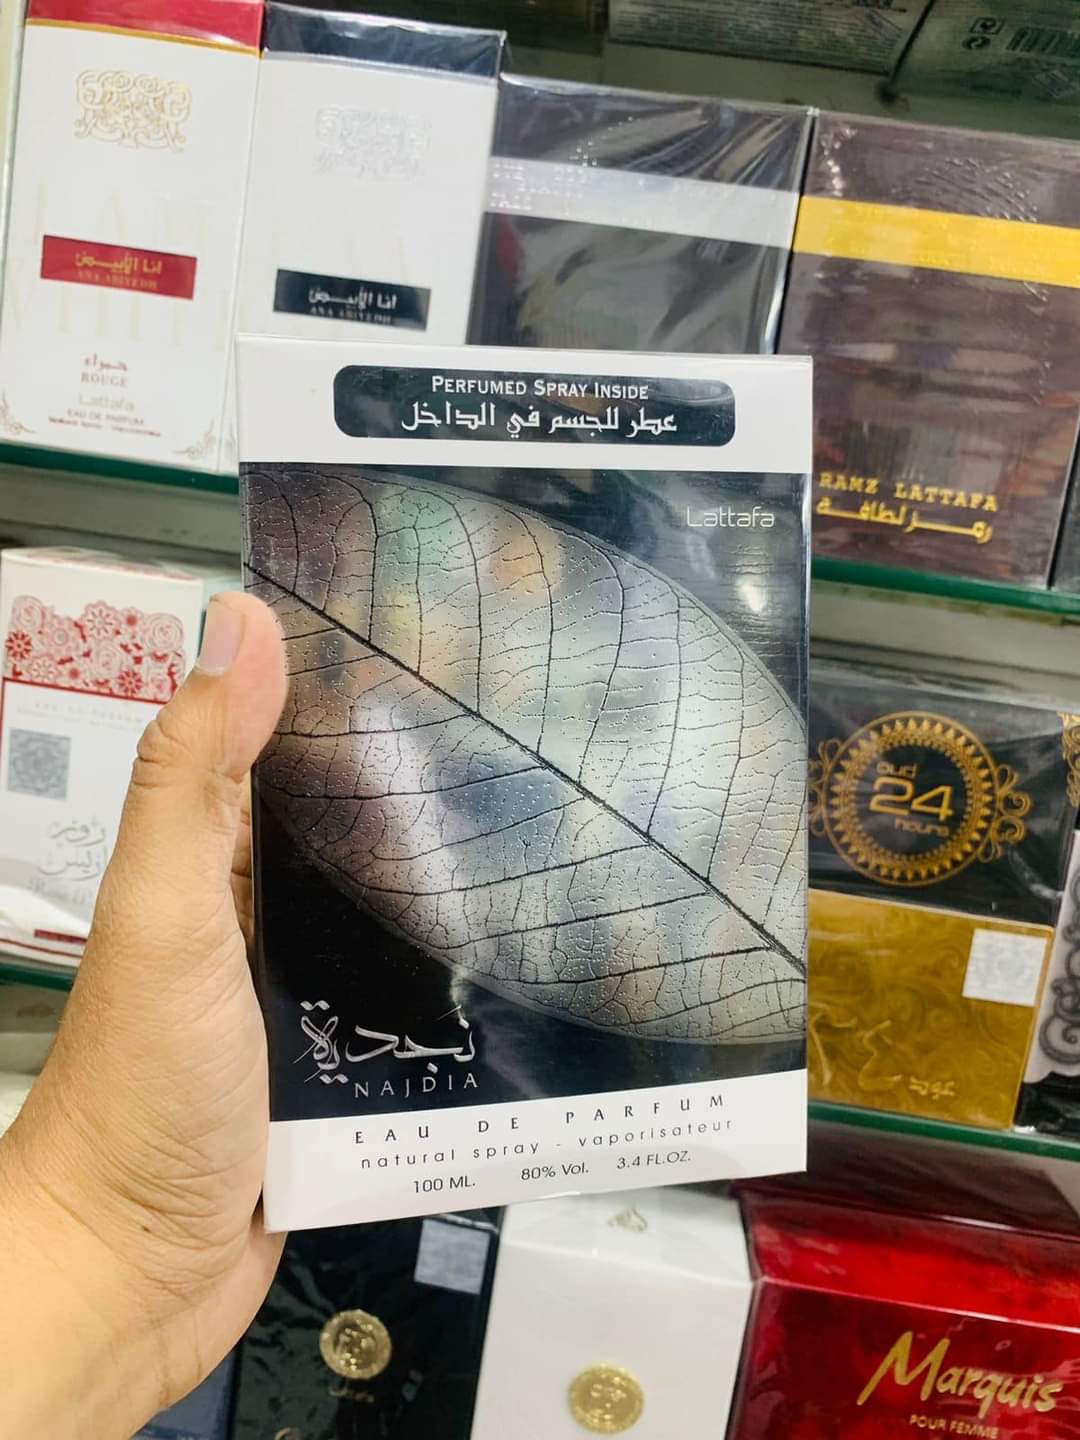 انا الأبيض
ANA ABIYEDH
حمراء
ROUGE
Lattafa
EAU DE PARFUM
انا الأبيض
ANA ABIYEDH
RAMZ LATTAFA
رمز لطافة
PERFUMED SPRAY INSIDE
عطر للجسم في الداخل
Lattafa
نجدية
NAJDIA
EAU DE PARFUM
natural spray - vaporisateur
100 ML. 80% Vol. 3.4 FL.OZ.
oud
24
hours
عود
Marquis
POUR FEMME